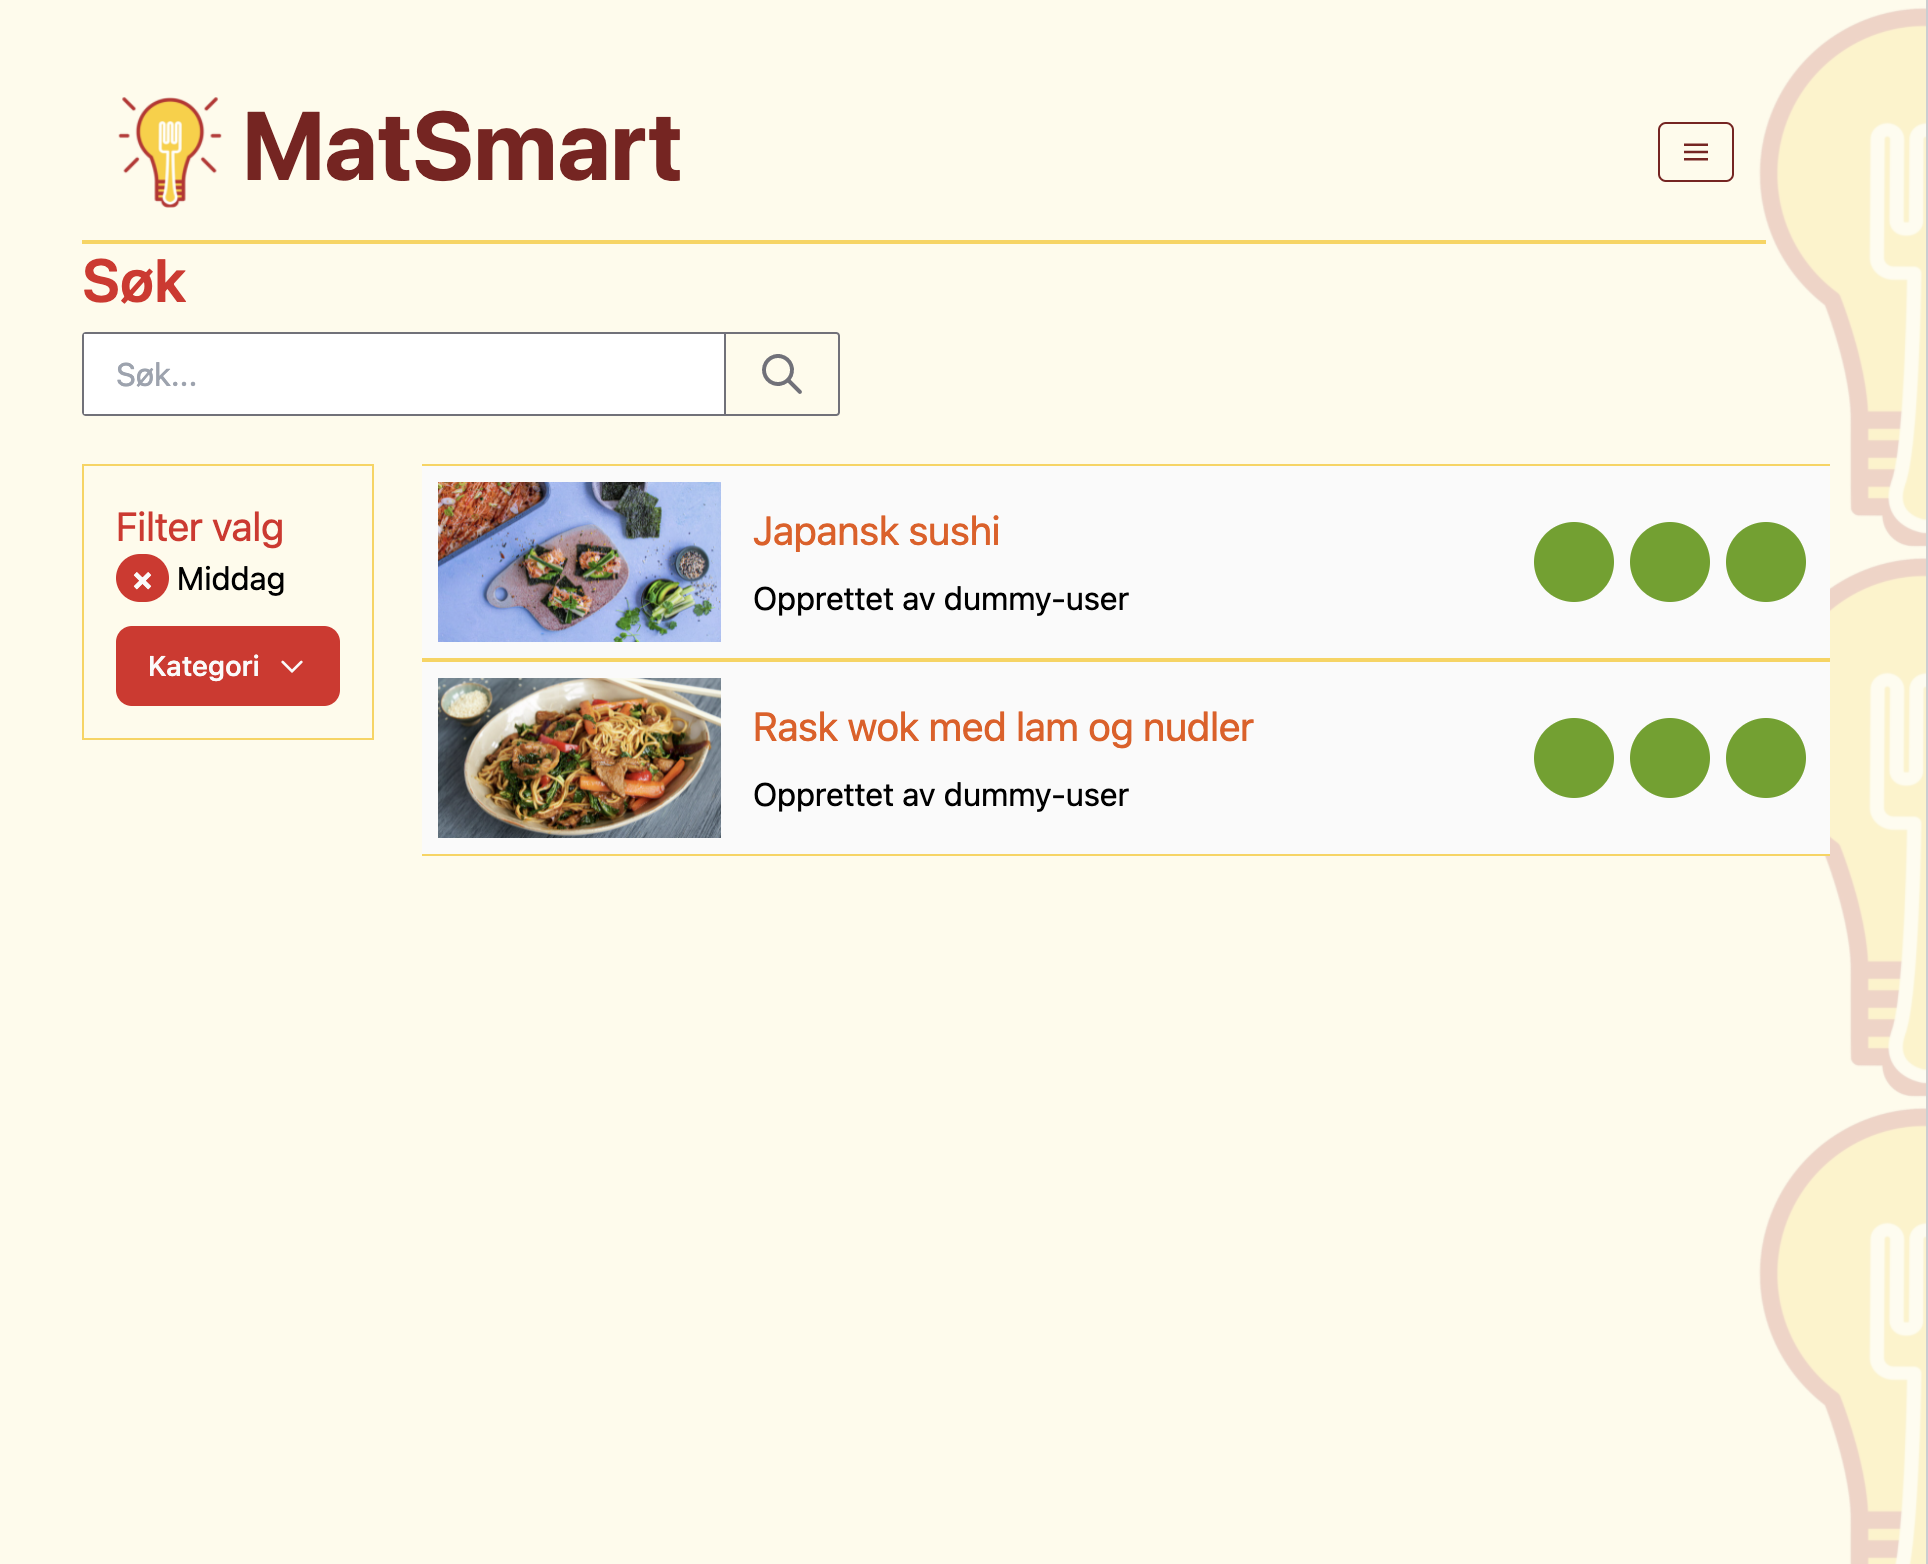 MatSmart
Søk
Søk...
Filter valg
Middag
Kategori
Japansk sushi
Opprettet av dummy-user
Rask wok med lam og nudler
Opprettet av dummy-user